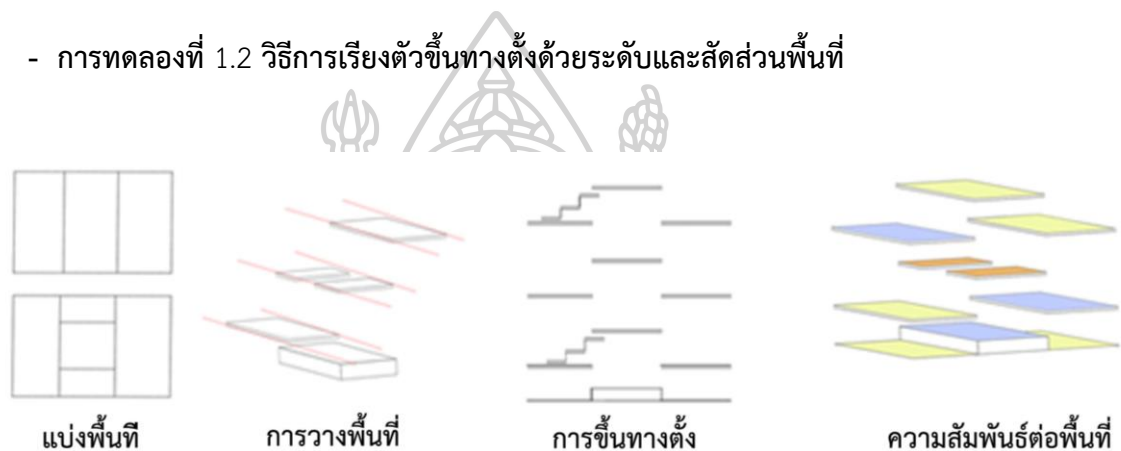 - การทดลองที่ 1.2 วิธีการเรียงตัวขึ้นทางตั้งด้วยระดับและสัดส่วนพื้นที่
แบ่งพื้นที่ การวางพื้นที่ การขึ้นทางตั้ง ความสัมพันธ์ต่อพื้นที่